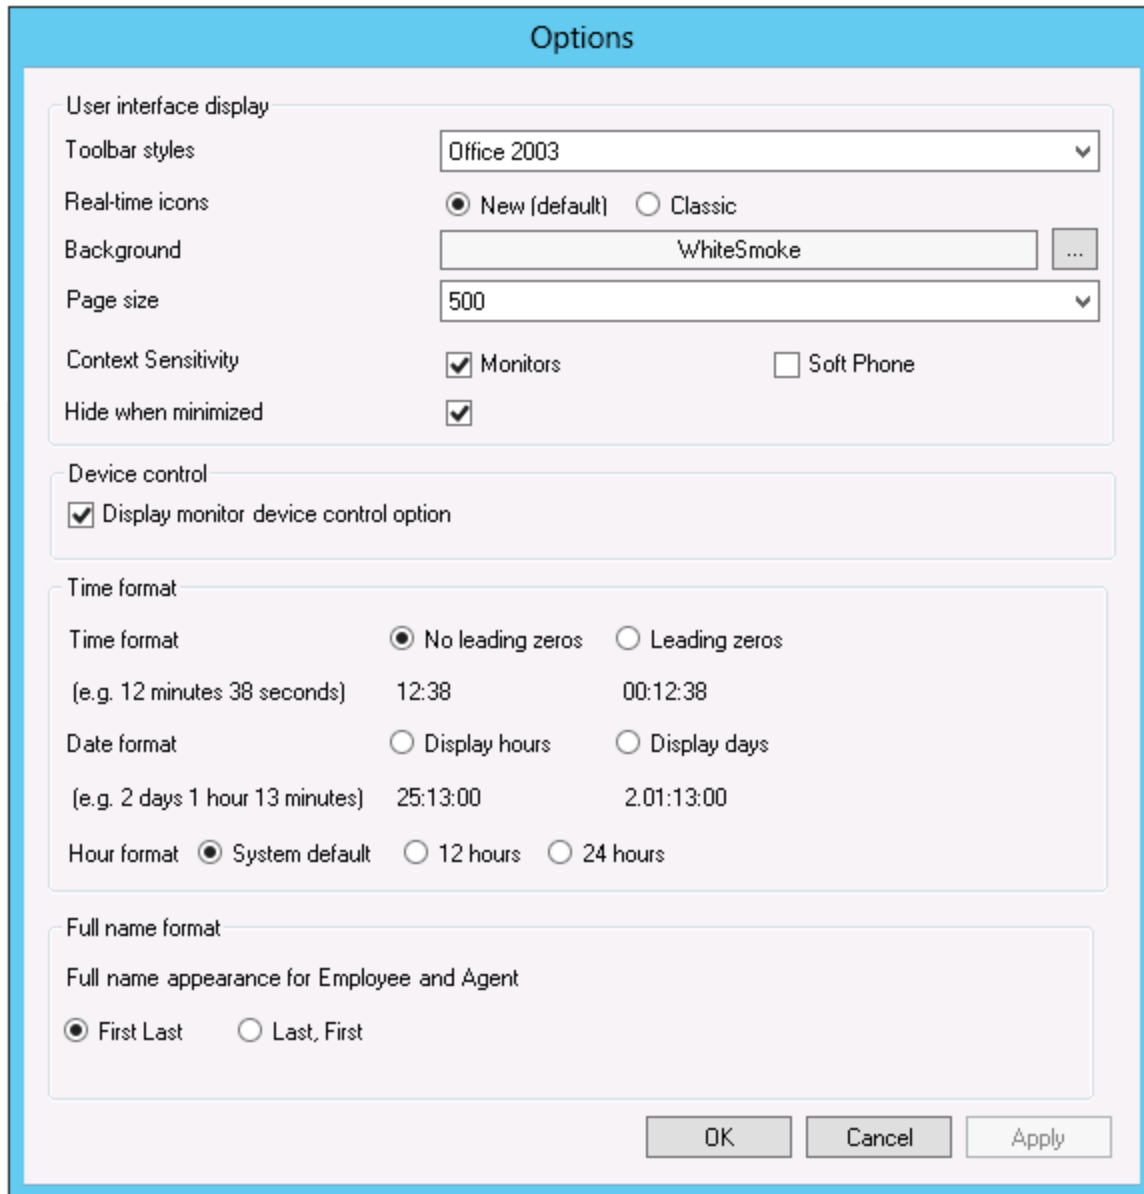 Options
User interface display
Toolbar styles Office 2003
Real-time icons New (default) Classic
Background WhiteSmoke ...
Page size 500
Context Sensitivity Monitors Soft Phone
Hide when minimized
Device control
Display monitor device control option
Time format
Time format No leading zeros Leading zeros
(e.g. 12 minutes 38 seconds) 12:38 00:12:38
Date format Display hours Display days
(e.g. 2 days 1 hour 13 minutes) 25:13:00 2.01:13:00
Hour format System default 12 hours 24 hours
Full name format
Full name appearance for Employee and Agent
First Last Last, First
OK Cancel Apply